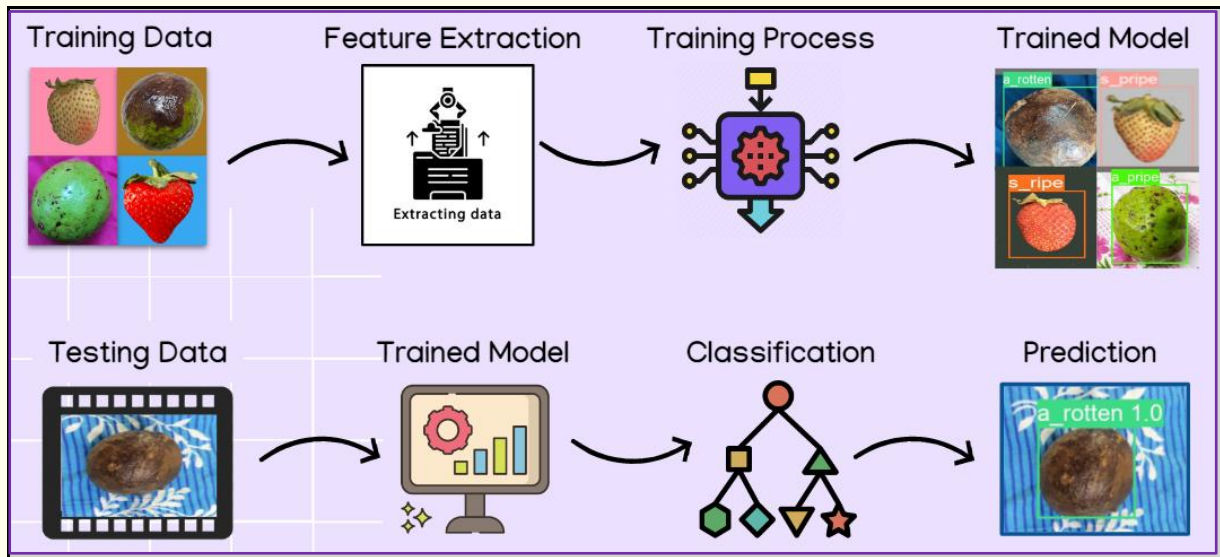 Training Data
Feature Extraction
Training Process
Trained Model
Extracting data
a_rotten
s_pripe
s_ripe
a_pripe
Testing Data
Trained Model
Classification
Prediction
a_rotten 1.0